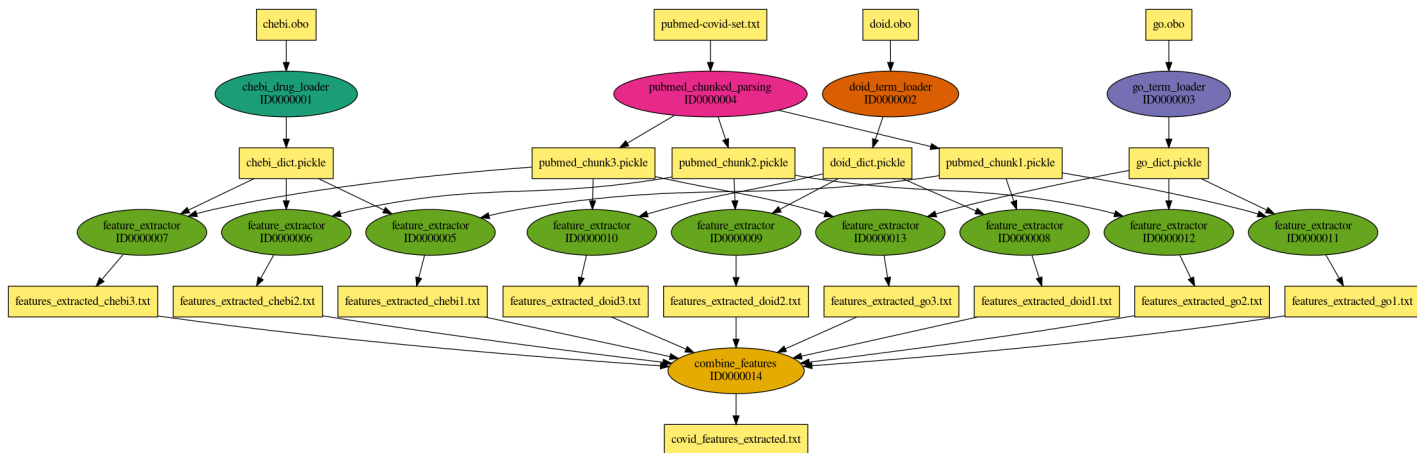 chebi.obo
pubmed-covid-set.txt
doid.obo
go.obo
chebi_drug_loader
ID0000001
pubmed_chunked_parsing
ID0000004
doid_term_loader
ID0000002
go_term_loader
ID0000003
chebi_dict.pickle
pubmed_chunk3.pickle
pubmed_chunk2.pickle
doid_dict.pickle
pubmed_chunk1.pickle
go_dict.pickle
feature_extractor
ID0000007
feature_extractor
ID0000006
feature_extractor
ID0000005
feature_extractor
ID0000010
feature_extractor
ID0000009
feature_extractor
ID0000013
feature_extractor
ID0000008
feature_extractor
ID0000012
feature_extractor
ID0000011
features_extracted_chebi3.txt
features_extracted_chebi2.txt
features_extracted_chebi1.txt
features_extracted_doid3.txt
features_extracted_doid2.txt
features_extracted_go3.txt
features_extracted_doid1.txt
features_extracted_go2.txt
features_extracted_go1.txt
combine_features
ID0000014
covid_features_extracted.txt